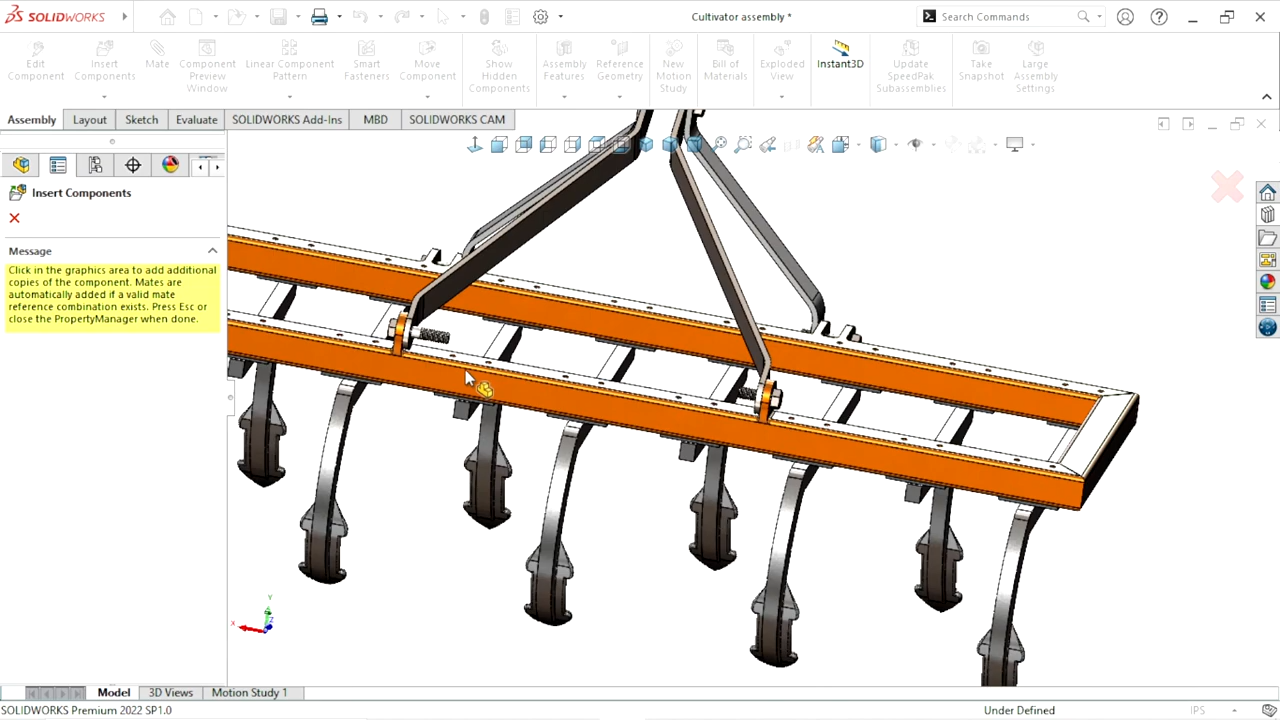 SOLIDWORKS
Cultivator assembly *
Search Commands
Edit
Component
Insert
Components
Mate
Component
Preview
Window
Linear Component
Pattern
Smart
Fasteners
Move
Component
Show
Hidden
Components
Assembly
Features
Reference
Geometry
New
Motion
Study
Bill of
Materials
Exploded
View
Instant3D
Update
SpeedPak
Subassemblies
Take
Snapshot
Large
Assembly
Settings
Assembly
Layout
Sketch
Evaluate
SOLIDWORKS Add-Ins
MBD
SOLIDWORKS CAM
Insert Components
Message
Click in the graphics area to add additional
copies of the component. Mates are
automatically added if a valid mate
reference combination exists. Press Esc or
close the PropertyManager when done.
Y
X
Z
Model
3D Views
Motion Study 1
SOLIDWORKS Premium 2022 SP1.0
Under Defined
IPS